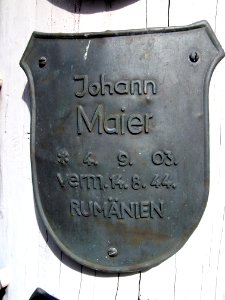 Johann
Maier
* 4. 9. 03.
verm. 14. 8. 44.
RUMÄNIEN